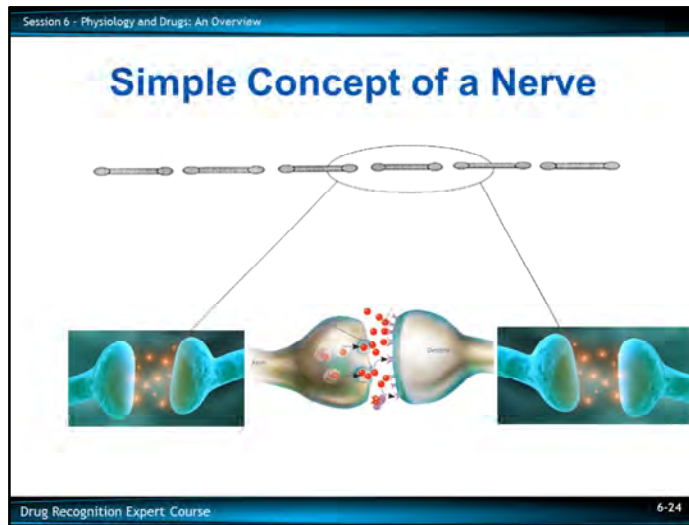 Session 6 - Physiology and Drugs: An Overview
Simple Concept of a Nerve
Axon
Dendrite
Drug Recognition Expert Course
6-24